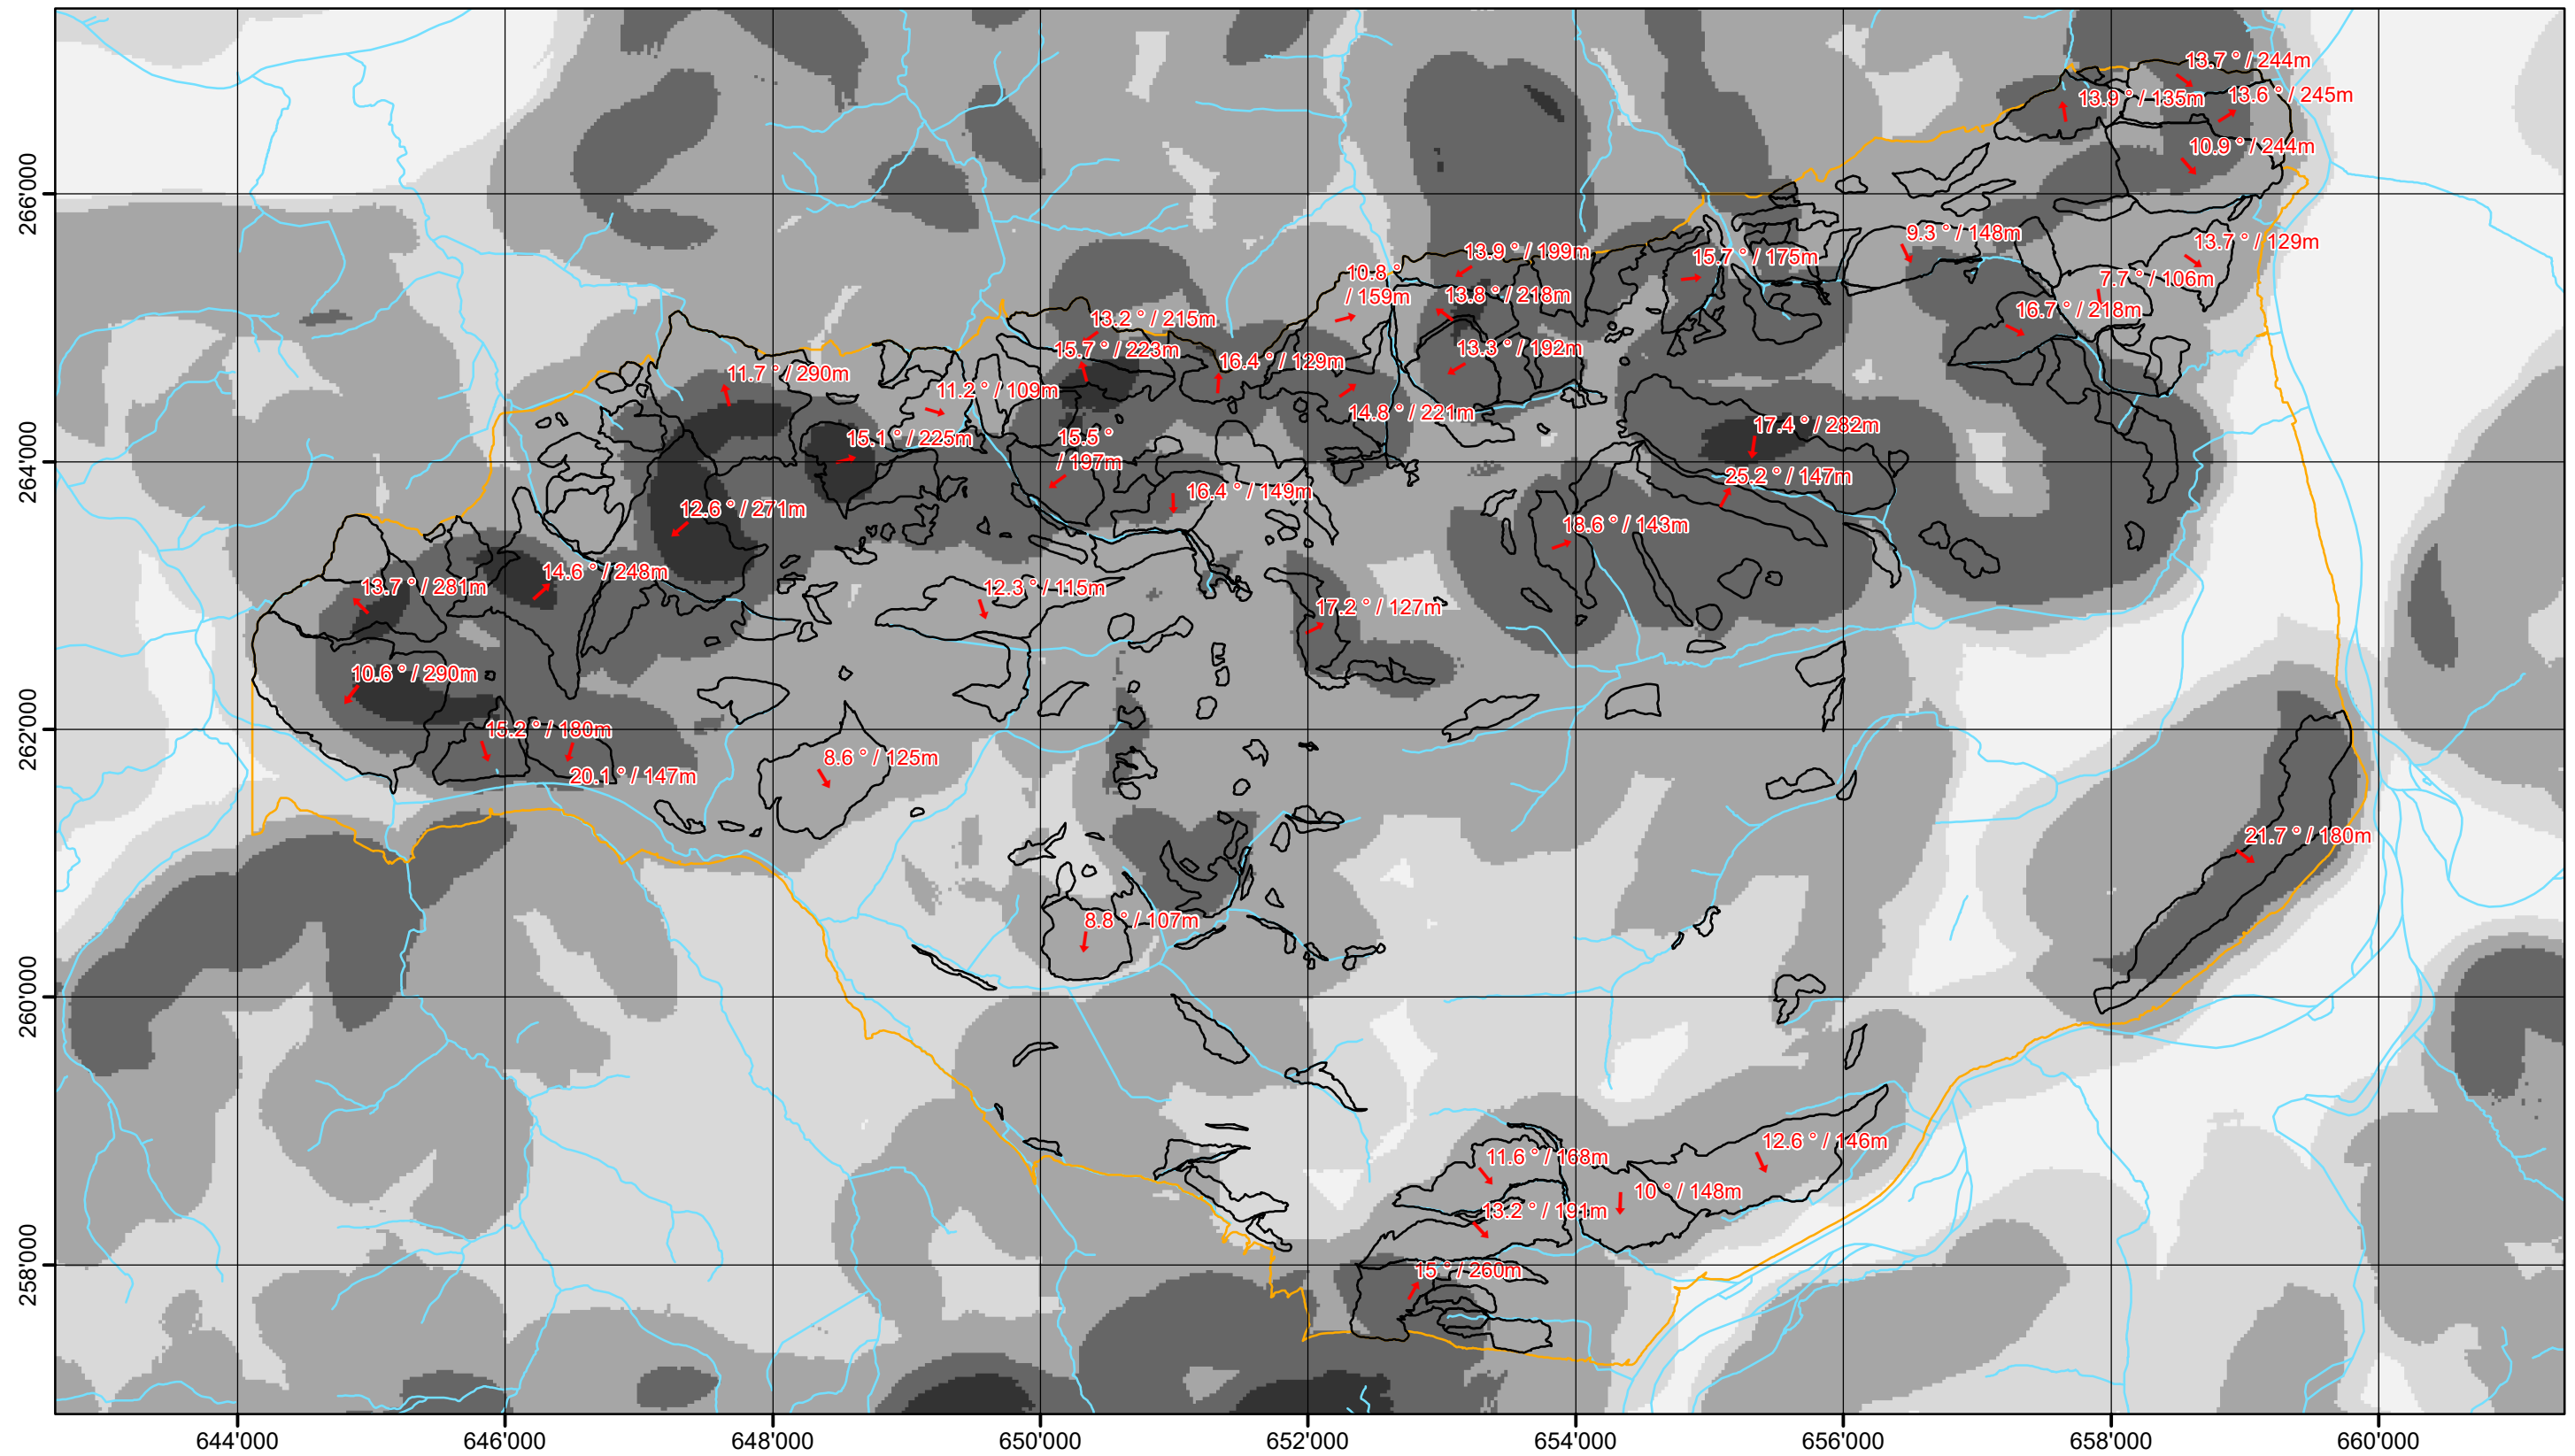 13.7 ° / 244m
13.9 ° / 135m
13.6 ° / 245m
10.9 ° / 244m
266'000
9.3 ° / 148m
13.7 ° / 129m
13.9 ° / 199m
15.7 ° / 175m
10.8 °
/ 159m
7.7 ° / 106m
13.8 ° / 218m
16.7 ° / 218m
13.2 ° / 215m
15.7 ° / 223m
13.3 ° / 192m
16.4 ° / 129m
11.7 ° / 290m
11.2 ° / 109m
14.8 ° / 221m
17.4 ° / 282m
15.1 ° / 225m
15.5 °
/ 197m
264'000
25.2 ° / 147m
16.4 ° / 149m
12.6 ° / 271m
18.6 ° / 143m
14.6 ° / 248m
13.7 ° / 281m
12.3 ° / 115m
17.2 ° / 127m
10.6 ° / 290m
262'000
15.2 ° / 180m
8.6 ° / 125m
20.1 ° / 147m
21.7 ° / 180m
8.8 ° / 107m
260'000
12.6 ° / 146m
11.6 ° / 168m
10 ° / 148m
13.2 ° / 191m
258'000
15 ° / 260m
644'000 646'000 648'000 650'000 652'000 654'000 656'000 658'000 660'000